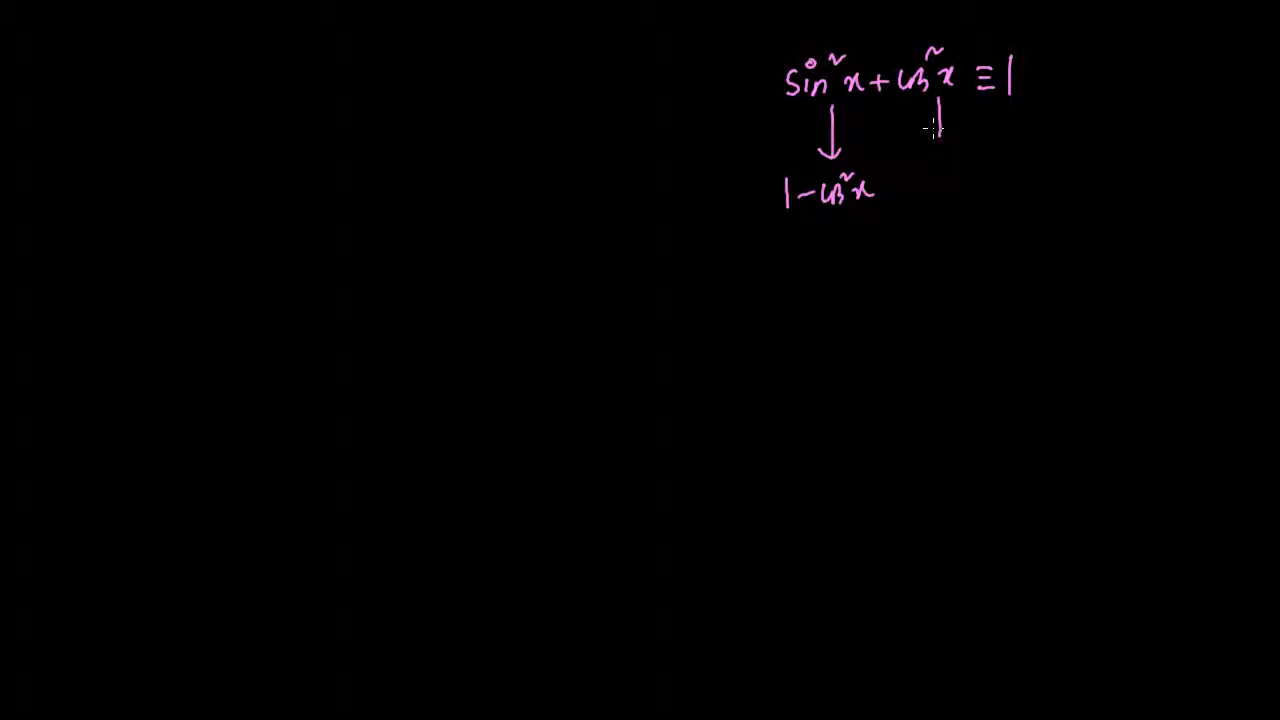 sin²x + cos²x ≡ 1
1 - cos²x